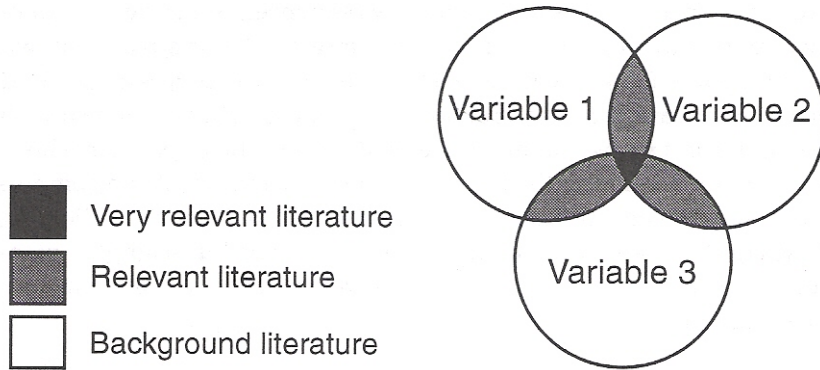 Variable 1
Variable 2
Variable 3
Very relevant literature
Relevant literature
Background literature